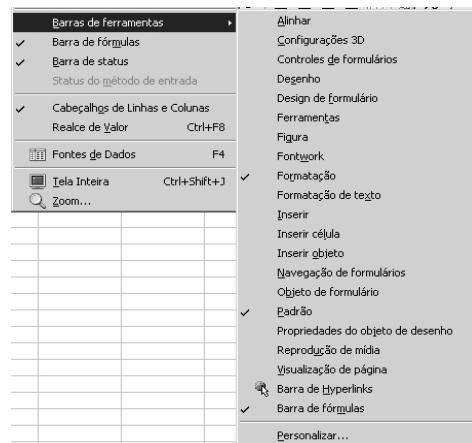 Barras de ferramentas
Barra de fórmulas
Barra de status
Status do método de entrada
Cabeçalhos de Linhas e Colunas
Realce de Valor Ctrl+F8
Fontes de Dados F4
Tela Inteira Ctrl+Shift+J
Zoom...
Alinhar
Configurações 3D
Controles de formulários
Desenho
Design de formulário
Ferramentas
Figura
Fontwork
Formatação
Formatação de texto
Inserir
Inserir célula
Inserir objeto
Navegação de formulários
Objeto de formulário
Padrão
Propriedades do objeto de desenho
Reprodução de mídia
Visualização de página
Barra de Hyperlinks
Barra de fórmulas
Personalizar...